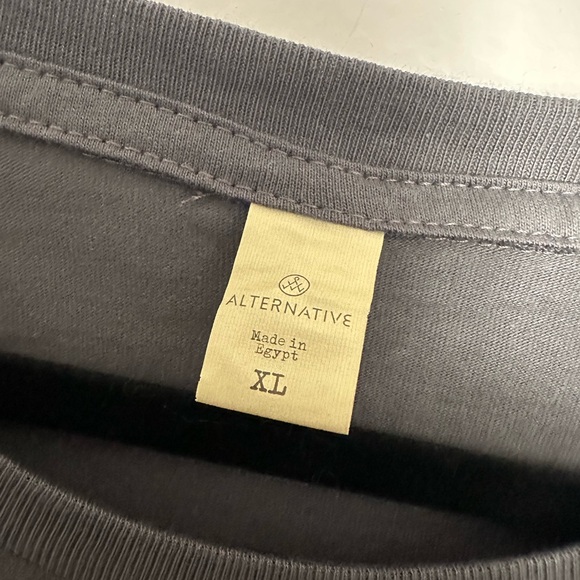 ALTERNATIVE
Made in
Egypt
XL